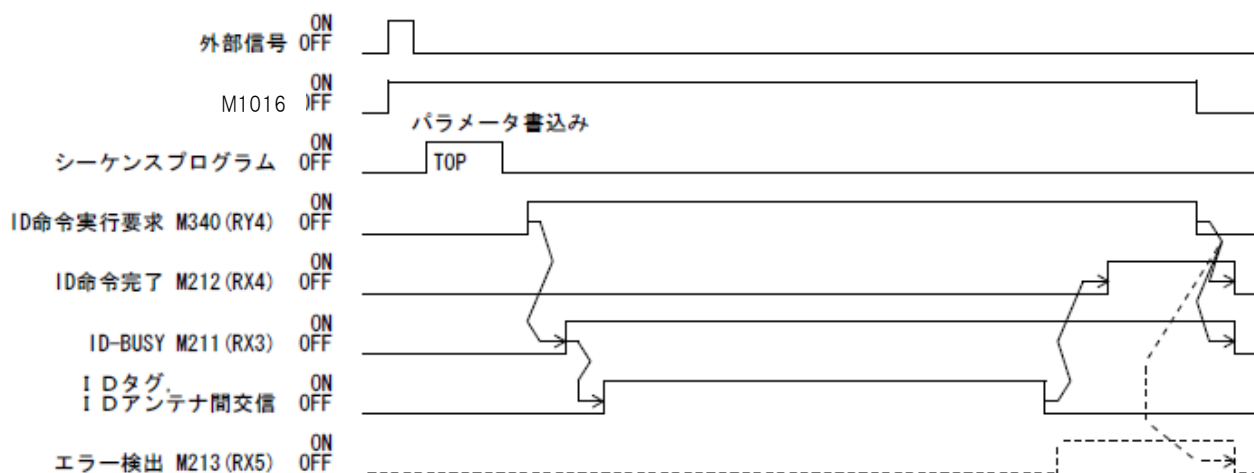 外部信号 ON
OFF
M1016 ON
OFF
パラメータ書込み
シーケンスプログラム ON
OFF
TOP
ID命令実行要求 M340(RY4) ON
OFF
ID命令完了 M212(RX4) ON
OFF
ID-BUSY M211(RX3) ON
OFF
IDタグ.
IDアンテナ間交信 ON
OFF
エラー検出 M213(RX5) ON
OFF